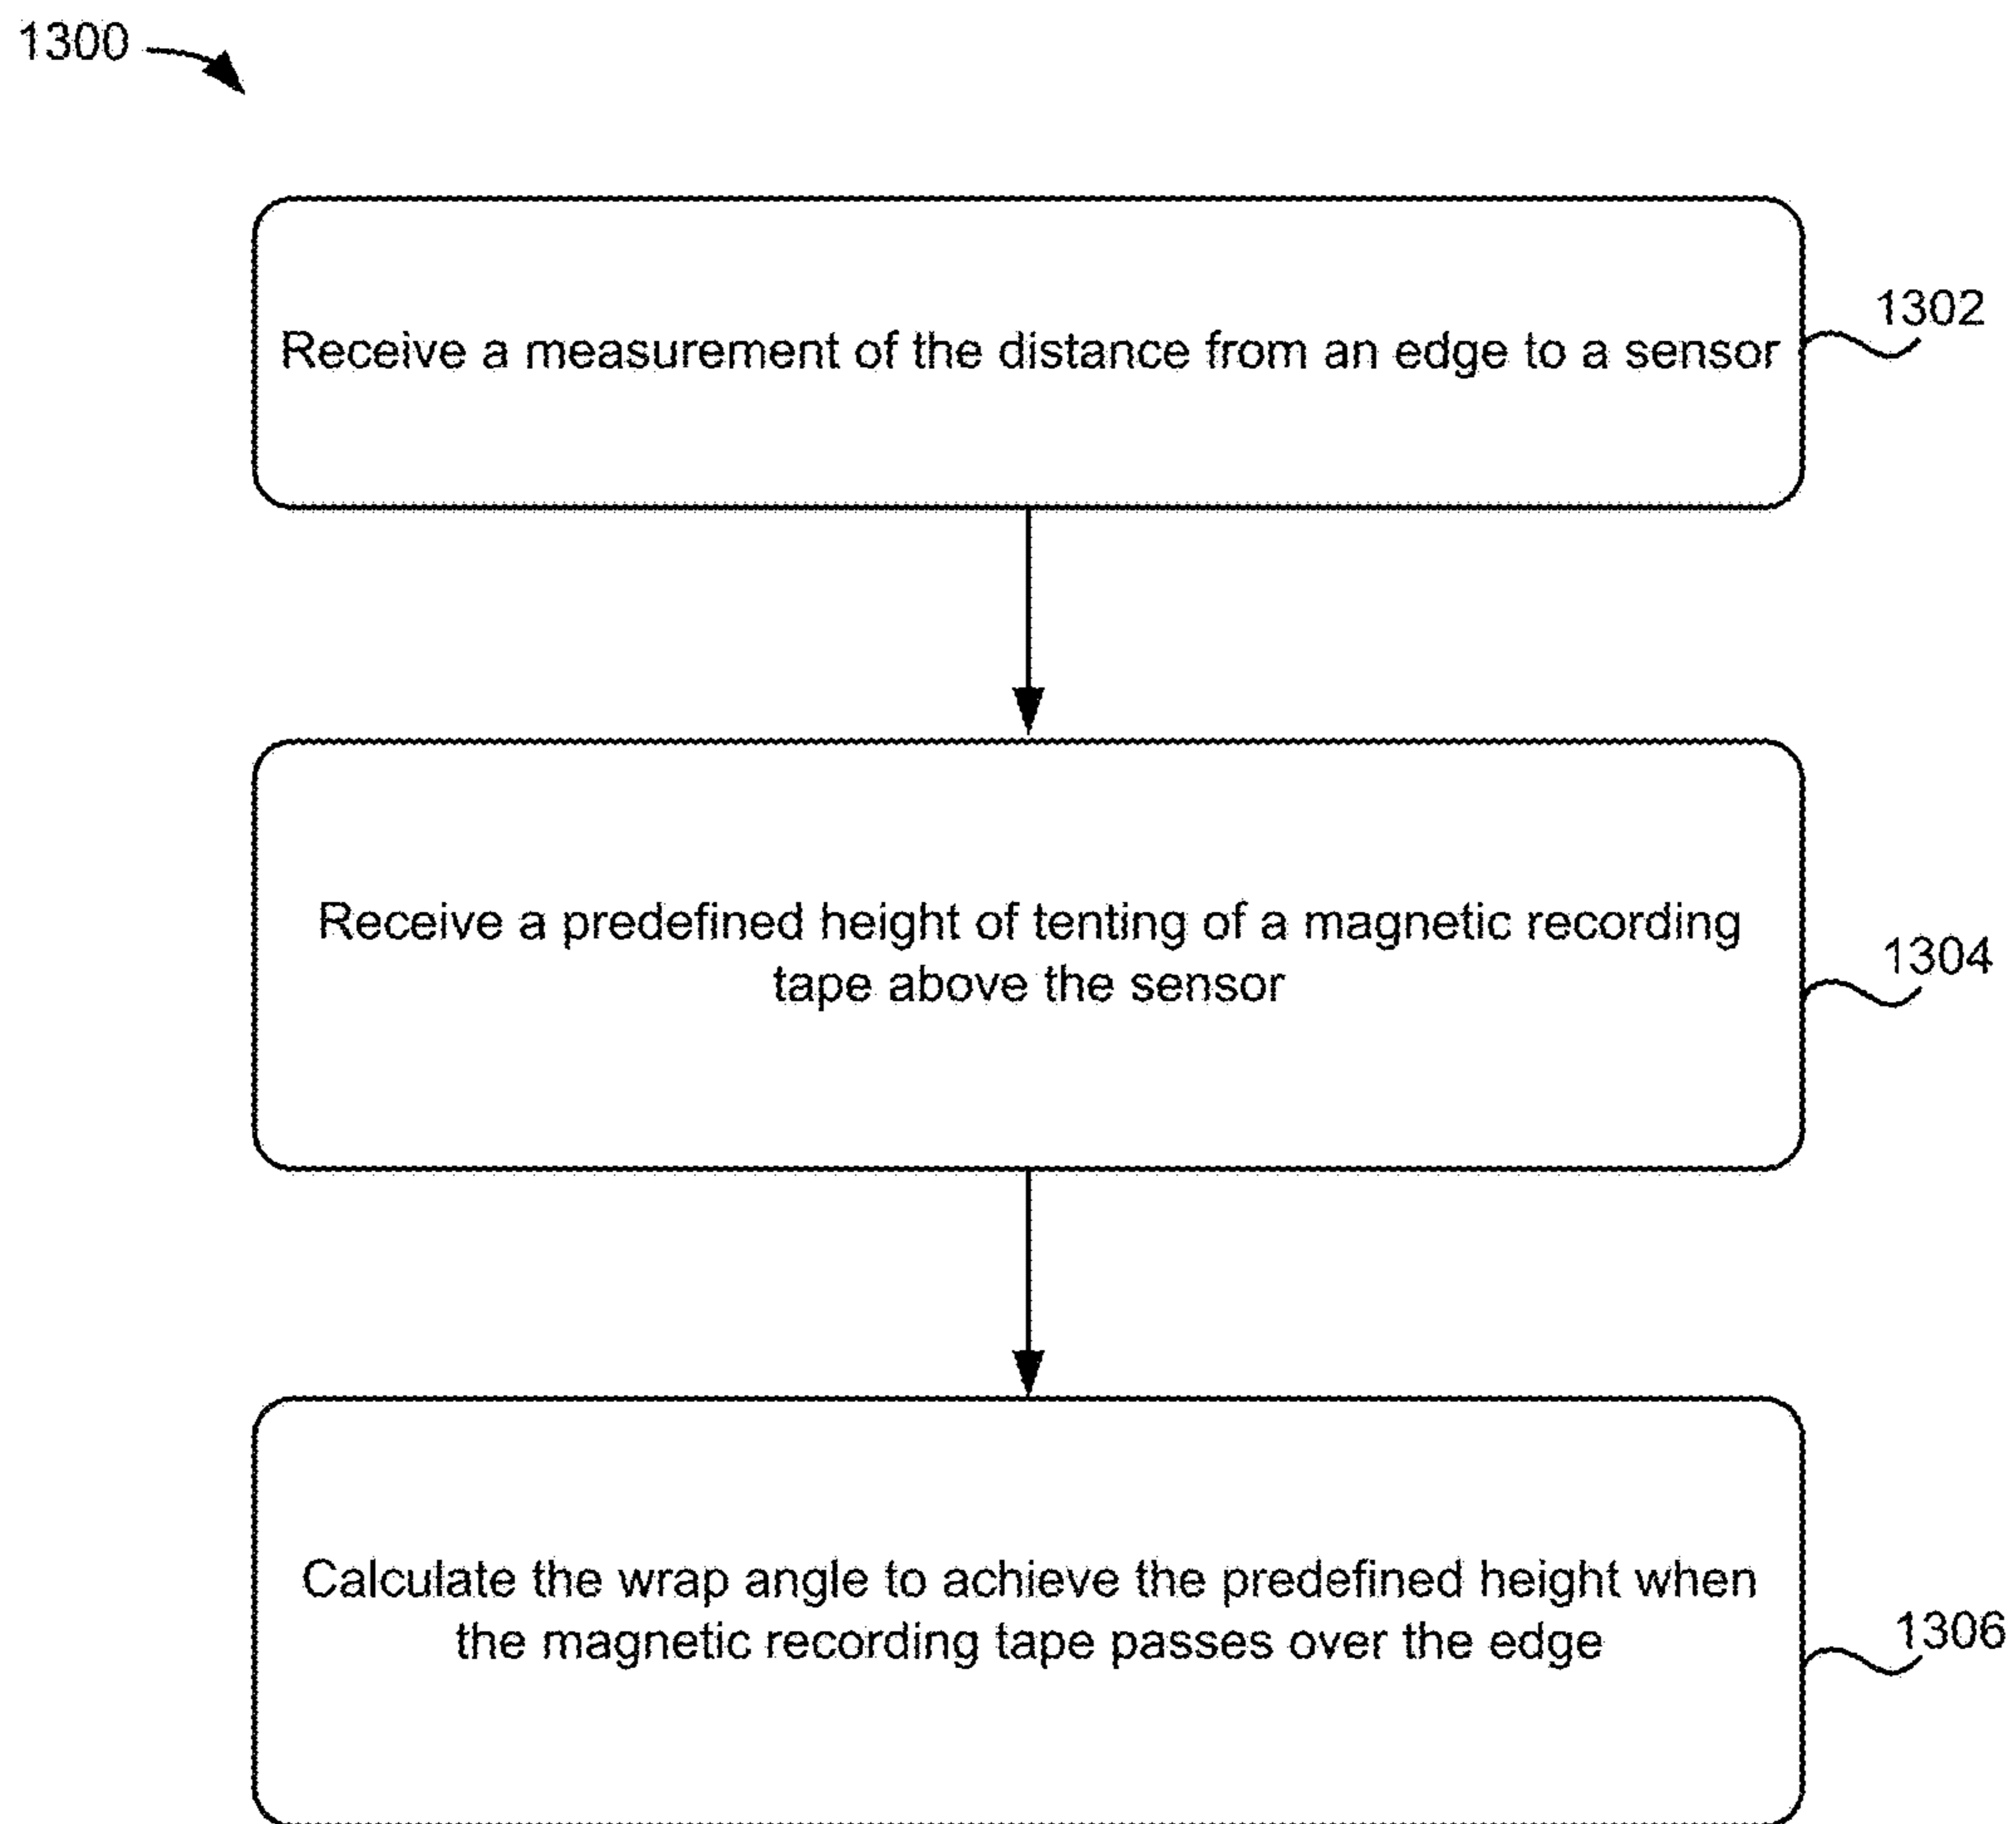 1300
Receive a measurement of the distance from an edge to a sensor
1302
Receive a predefined height of tenting of a magnetic recording
tape above the sensor
1304
Calculate the wrap angle to achieve the predefined height when
the magnetic recording tape passes over the edge
1306